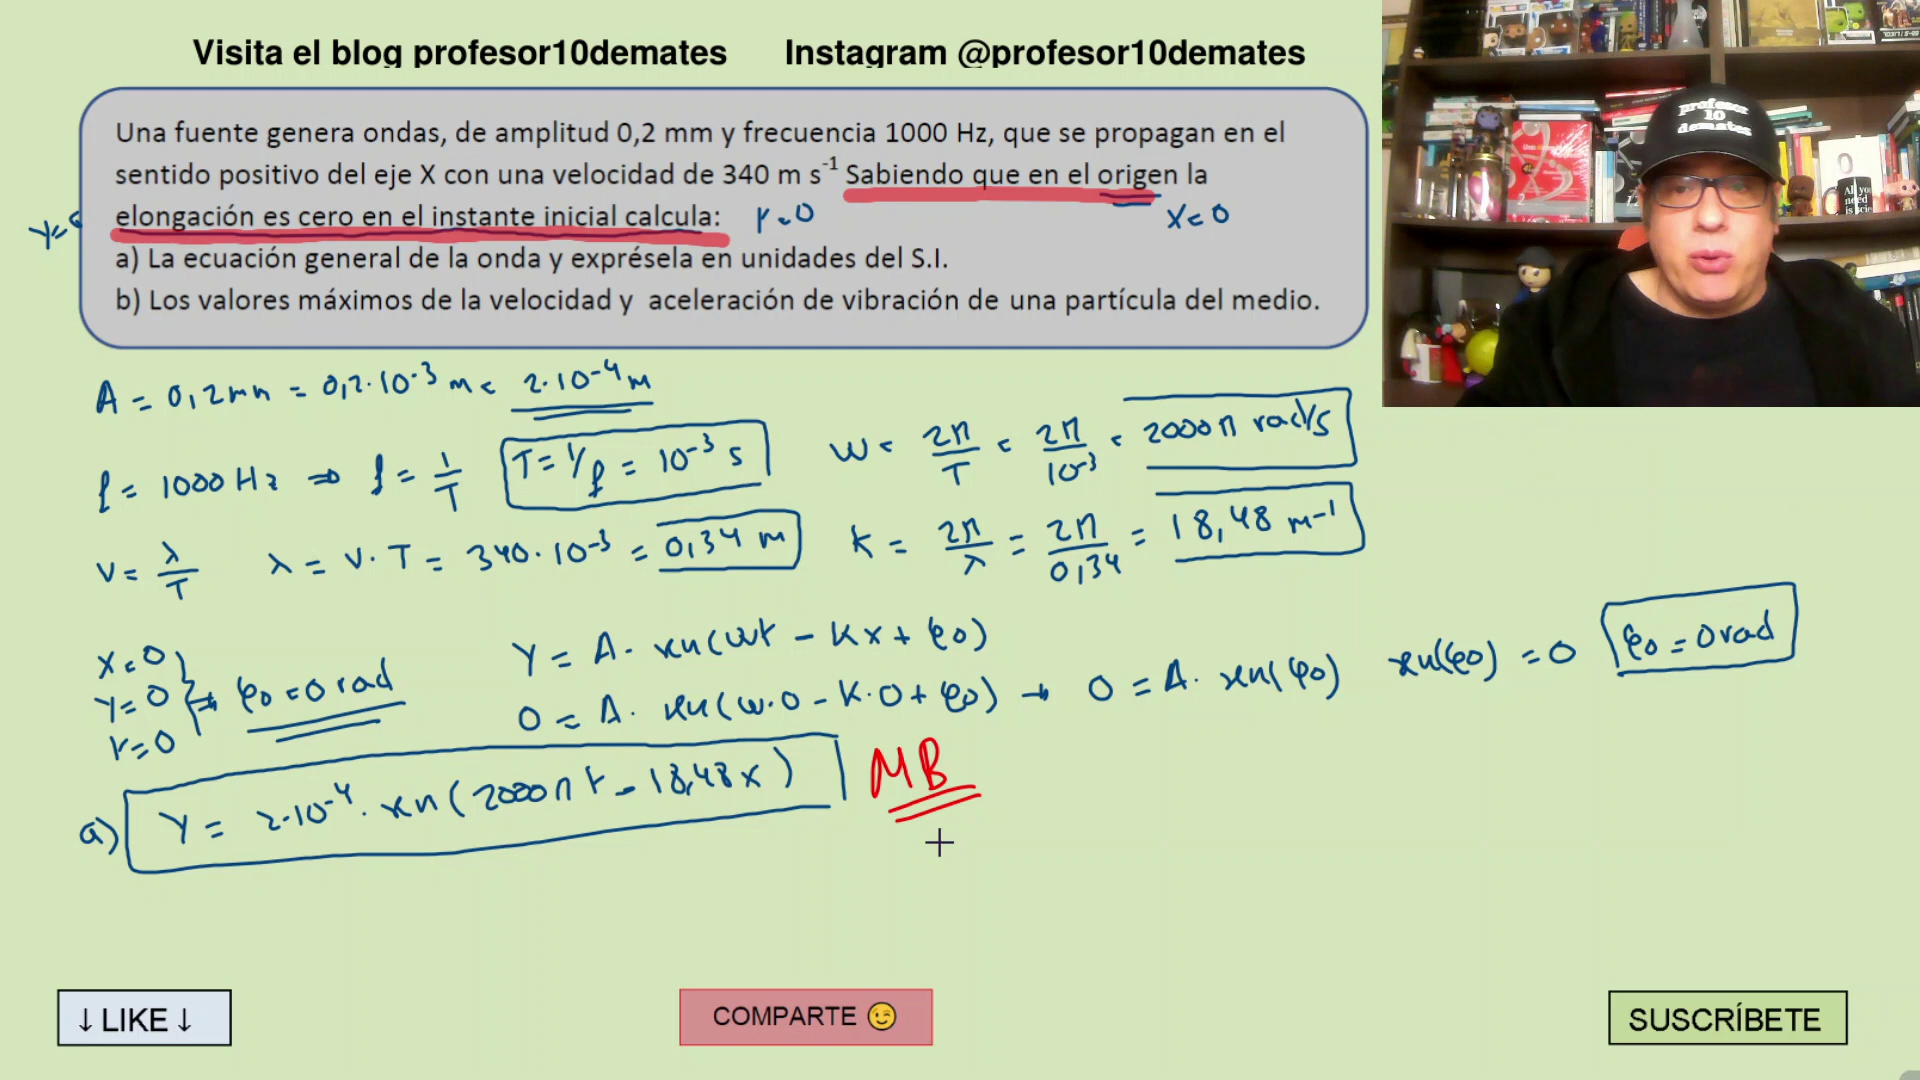 Visita el blog profesor10demates Instagram @profesor10demates
Una fuente genera ondas, de amplitud 0,2 mm y frecuencia 1000 Hz, que se propagan en el
sentido positivo del eje X con una velocidad de 340 m s⁻¹ Sabiendo que en el origen la
elongación es cero en el instante inicial calcula: t=0 x=0
y=0
a) La ecuación general de la onda y exprésela en unidades del S.I.
b) Los valores máximos de la velocidad y aceleración de vibración de una partícula del medio.
profesor
10
demates
A = 0,2 mm = 0,2·10⁻³ m = 2·10⁻⁴ m
f = 1000 Hz ⇒ f = 1/T T = 1/f = 10⁻³ s ω = 2π/T = 2π/10⁻³ = 2000π rad/s
v = λ/T λ = v·T = 340·10⁻³ = 0,34 m k = 2π/λ = 2π/0,34 = 18,48 m⁻¹
x=0
y=0 } ⇒ φ₀ = 0 rad
t=0
y = A· sen(ωt − kx + φ₀)
0 = A· sen(ω·0 − k·0 + φ₀) → 0 = A· sen(φ₀) sen(φ₀) = 0 φ₀ = 0 rad
a) y = 2·10⁻⁴· sen(2000πt − 18,48x) MB
↓ LIKE ↓ COMPARTE 😉 SUSCRÍBETE